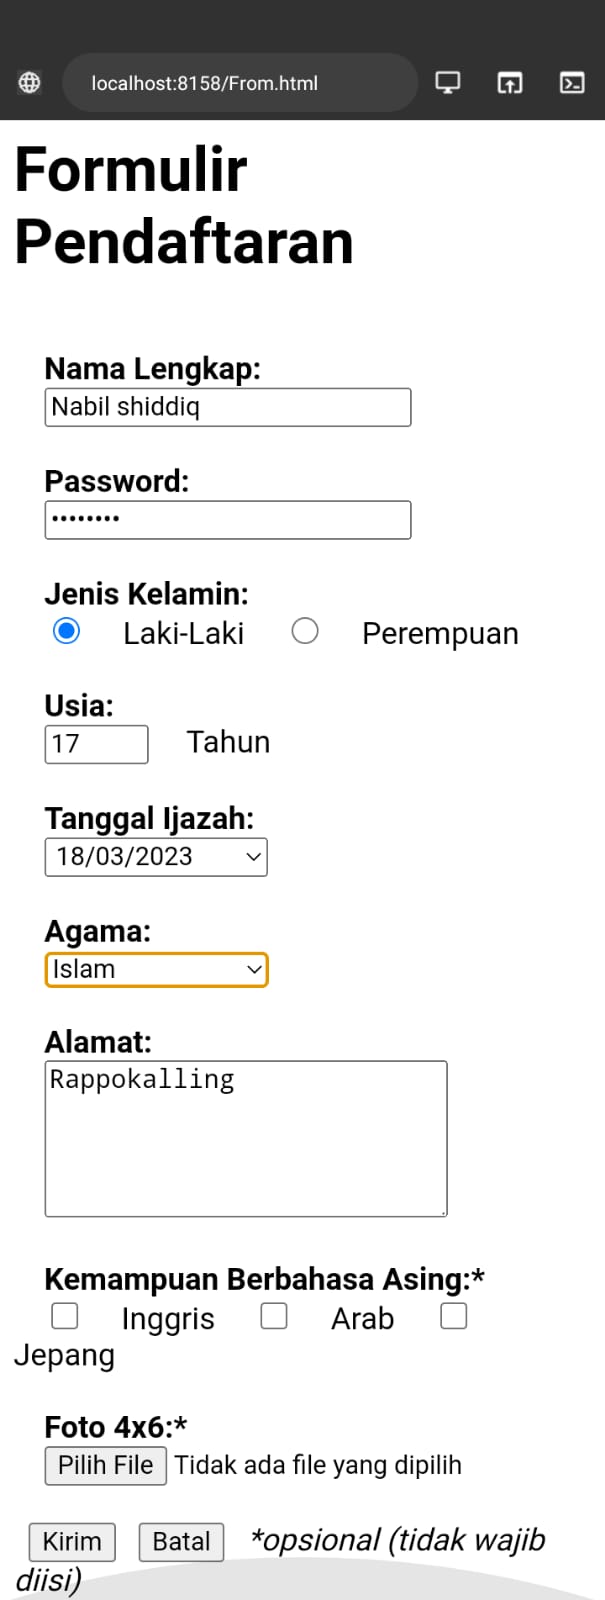 localhost:8158/From.html
Formulir
Pendaftaran
Nama Lengkap:
Nabil shiddiq
Password:
••••••••
Jenis Kelamin:
Laki-Laki Perempuan
Usia:
17 Tahun
Tanggal Ijazah:
18/03/2023
Agama:
Islam
Alamat:
Rappokalling
Kemampuan Berbahasa Asing:*
Inggris Arab
Jepang
Foto 4x6:*
Pilih File Tidak ada file yang dipilih
Kirim Batal *opsional (tidak wajib
diisi)